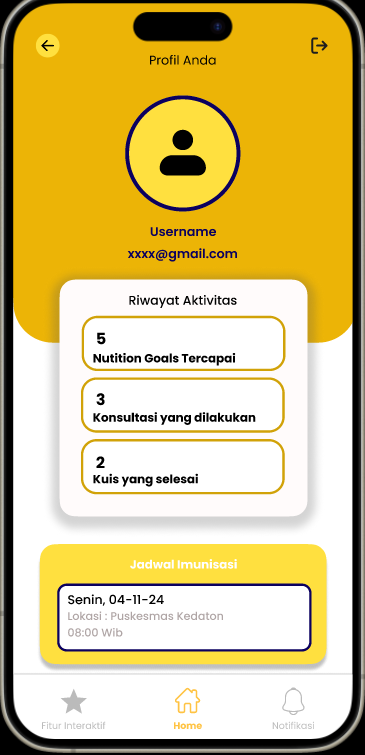 Profil Anda
Username
xxxx@gmail.com
Riwayat Aktivitas
5
Nutition Goals Tercapai
3
Konsultasi yang dilakukan
2
Kuis yang selesai
Jadwal Imunisasi
Senin, 04-11-24
Lokasi : Puskesmas Kedaton
08:00 Wib
Fitur Interaktif
Home
Notifikasi